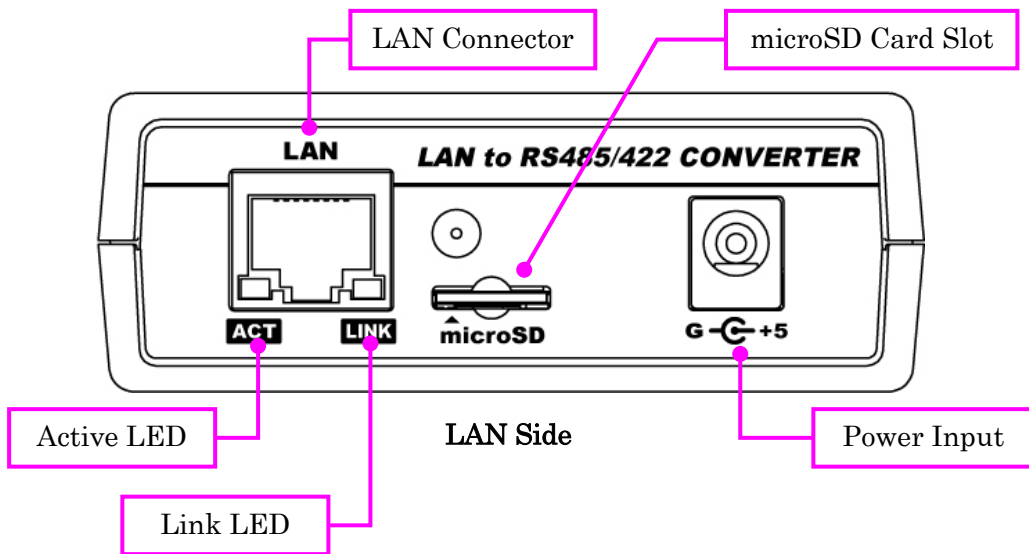 LAN Connector
microSD Card Slot
LAN
LAN to RS485/422 CONVERTER
ACT
LINK
microSD
G
+5
Active LED
LAN Side
Power Input
Link LED